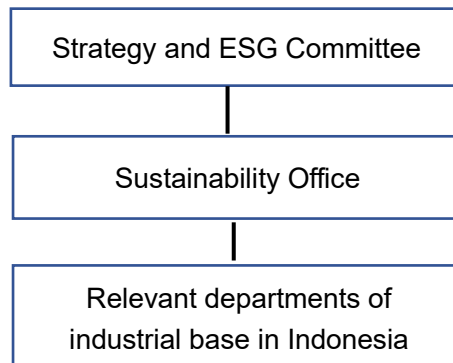 Strategy and ESG Committee
Sustainability Office
Relevant departments of
industrial base in Indonesia